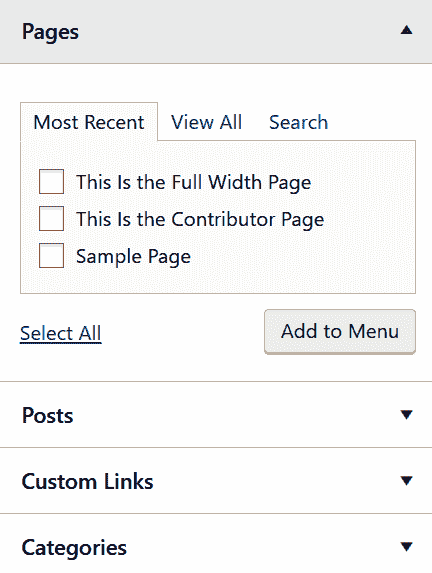 Pages
Most Recent View All Search
This Is the Full Width Page
This Is the Contributor Page
Sample Page
Select All Add to Menu
Posts
Custom Links
Categories